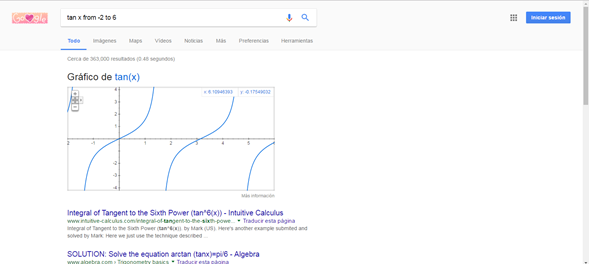 Google
tan x from -2 to 6
Iniciar sesión
Todo Imágenes Maps Vídeos Noticias Más Preferencias Herramientas
Cerca de 363,000 resultados (0.48 segundos)
Gráfico de tan(x)
4
3
2
1
-2 -1 0 1 2 3 4 5 6
-1
-2
-3
-4
Más información
Integral of Tangent to the Sixth Power (tan^6(x)) - Intuitive Calculus
www.intuitive-calculus.com/integral-of-tangent-to-the-sixth-powe... ▾ Traduce esta página
Integral of Tangent to the Sixth Power (tan^6(x)). by Mark (US). Here's another example submited and
solved by Mark. Here we just use the technique described ...
SOLUTION: Solve the equation arctan (tanx)=pi/6 - Algebra
www.algebra.com › Trigonometry basics ▾ Traduce esta página